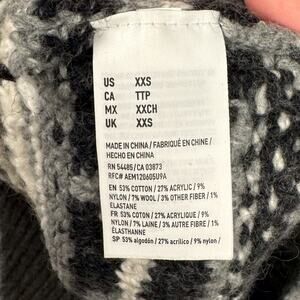 US XXS
CA TTP
MX XXCH
UK XXS
MADE IN CHINA / FABRIQUÉ EN CHINE /
HECHO EN CHINA
RN 54485/ CA 03873
RFC# AEM120605U9A
EN 53% COTTON / 27% ACRYLIC / 9%
NYLON / 7% WOOL / 3% OTHER FIBER / 1%
ELASTANE
FR 53% COTON / 27% ACRYLIQUE / 9%
NYLON / 7% LAINE / 3% AUTRE FIBRE / 1%
ÉLASTHANNE
SP 53% algodón / 27% acrílico / 9% nylon /